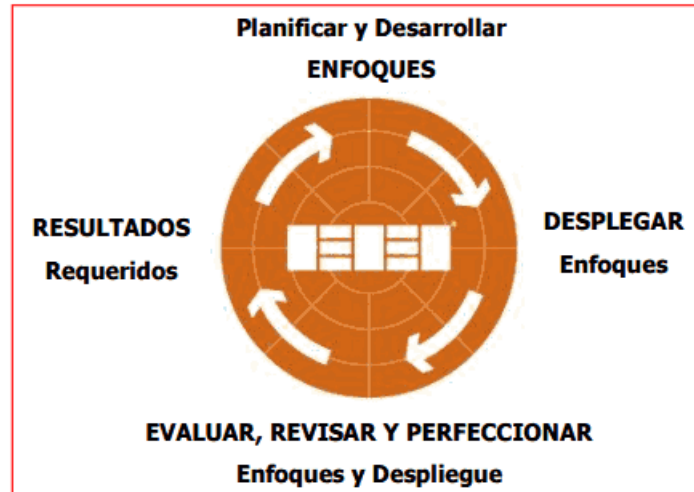 Planificar y Desarrollar
ENFOQUES
RESULTADOS
Requeridos
DESPLEGAR
Enfoques
EVALUAR, REVISAR Y PERFECCIONAR
Enfoques y Despliegue